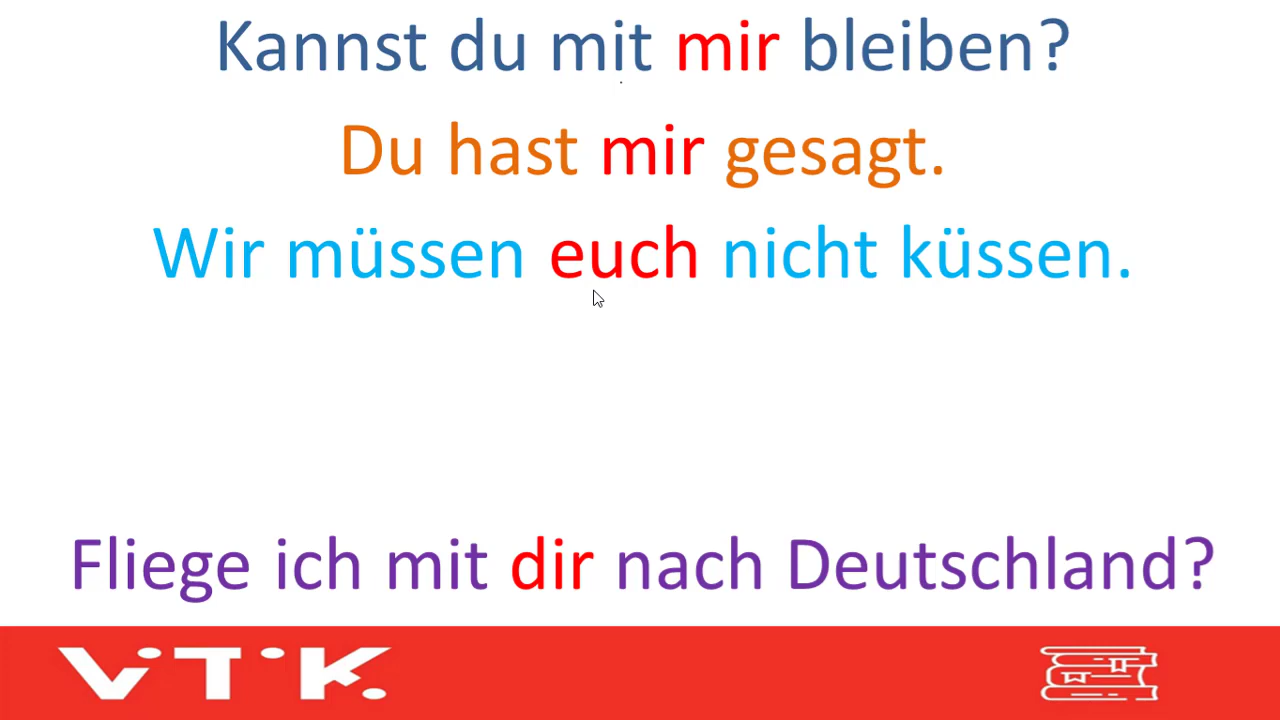 Kannst du mit mir bleiben?
Du hast mir gesagt.
Wir müssen euch nicht küssen.
Fliege ich mit dir nach Deutschland?
VTK